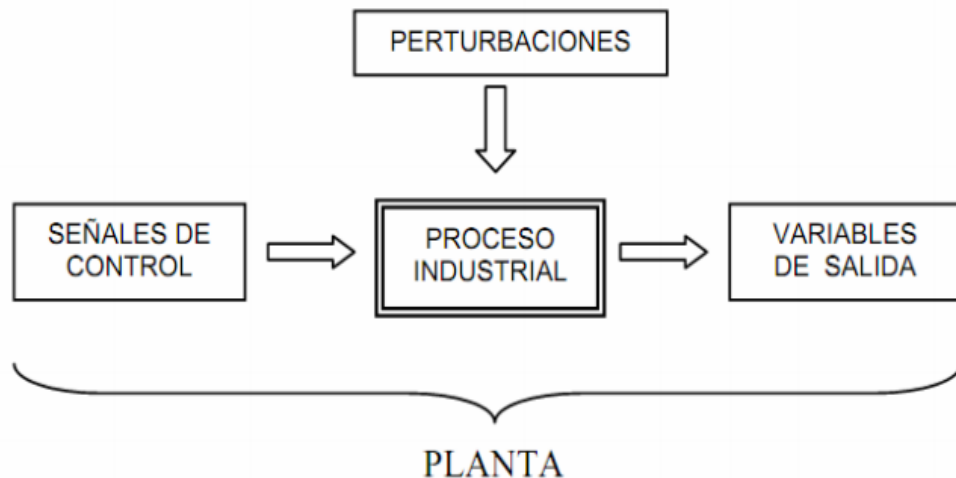 PERTURBACIONES
SEÑALES DE
CONTROL
PROCESO
INDUSTRIAL
VARIABLES
DE SALIDA
PLANTA